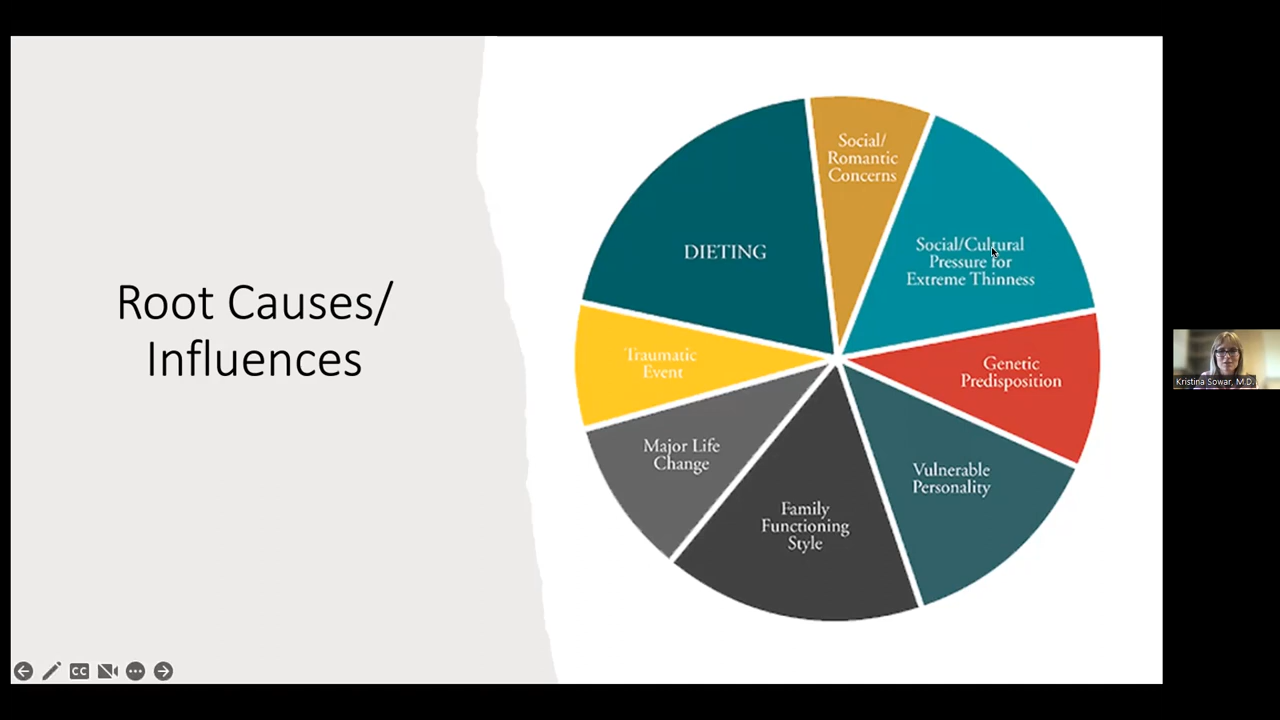 Root Causes/
Influences
Social/
Romantic
Concerns
Social/Cultural
Pressure for
Extreme Thinness
Genetic
Predisposition
Vulnerable
Personality
Family
Functioning
Style
Major Life
Change
Traumatic
Event
DIETING
CC
Kristina Sowar, M.D.